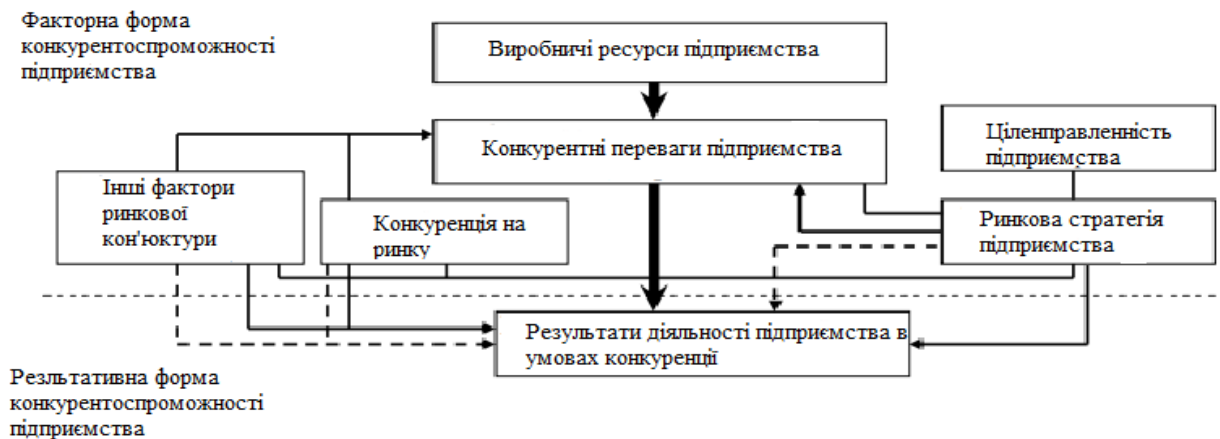 Факторна форма
конкурентоспроможності
підприємства
Виробничі ресурси підприємства
Конкурентні переваги підприємства
Ціленправленність
підприємства
Інші фактори
ринкової
кон'юктури
Конкуренція на
ринку
Ринкова стратегія
підприємства
Результати діяльності підприємства в
умовах конкуренції
Резльтативна форма
конкурентоспроможності
підприємства